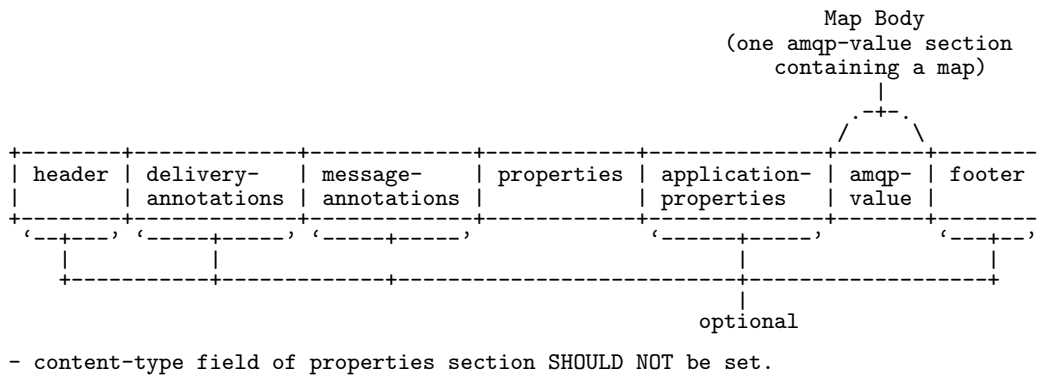 Map Body
(one amqp-value section
containing a map)
header | delivery- | message- | properties | application- | amqp- | footer
annotations | annotations | | properties | value |
optional
- content-type field of properties section SHOULD NOT be set.